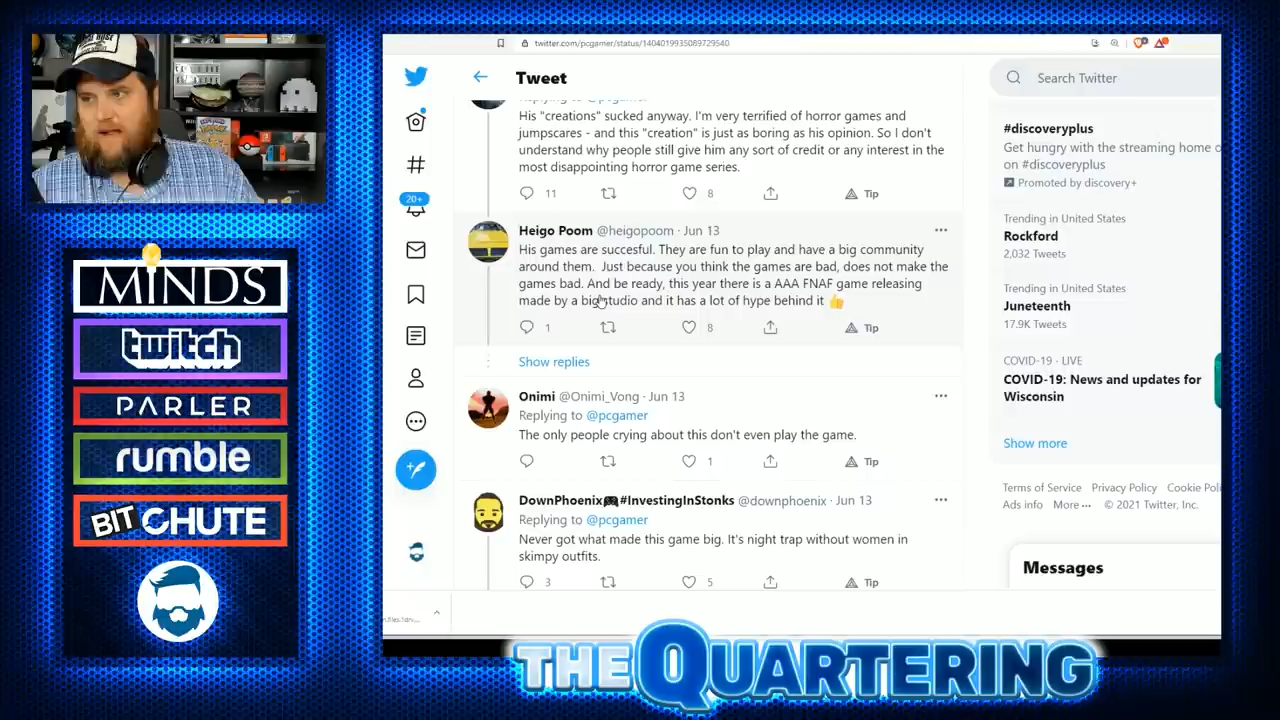 MINDS
twitch
PARLER
rumble
BIT CHUTE
twitter.com/pcgamer/status/1404019935089729540
Tweet
Search Twitter
20+
His "creations" sucked anyway. I'm very terrified of horror games and
jumpscares - and this "creation" is just as boring as his opinion. So I don't
understand why people still give him any sort of credit or any interest in the
most disappointing horror game series.
11 8 Tip
Heigo Poom @heigopoom · Jun 13
His games are succesful. They are fun to play and have a big community
around them. Just because you think the games are bad, does not make the
games bad. And be ready, this year there is a AAA FNAF game releasing
made by a big studio and it has a lot of hype behind it 👍
1 8 Tip
Show replies
Onimi @Onimi_Vong · Jun 13
Replying to @pcgamer
The only people crying about this don't even play the game.
1 Tip
DownPhoenix🎮#InvestingInStonks @downphoenix · Jun 13
Replying to @pcgamer
Never got what made this game big. It's night trap without women in
skimpy outfits.
3 5 Tip
#discoveryplus
Get hungry with the streaming home o
on #discoveryplus
Promoted by discovery+
Trending in United States
Rockford
2,032 Tweets
Trending in United States
Juneteenth
17.9K Tweets
COVID-19 · LIVE
COVID-19: News and updates for
Wisconsin
Show more
Terms of Service Privacy Policy Cookie Poli
Ads info More ··· © 2021 Twitter, Inc.
Messages
THE QUARTERING